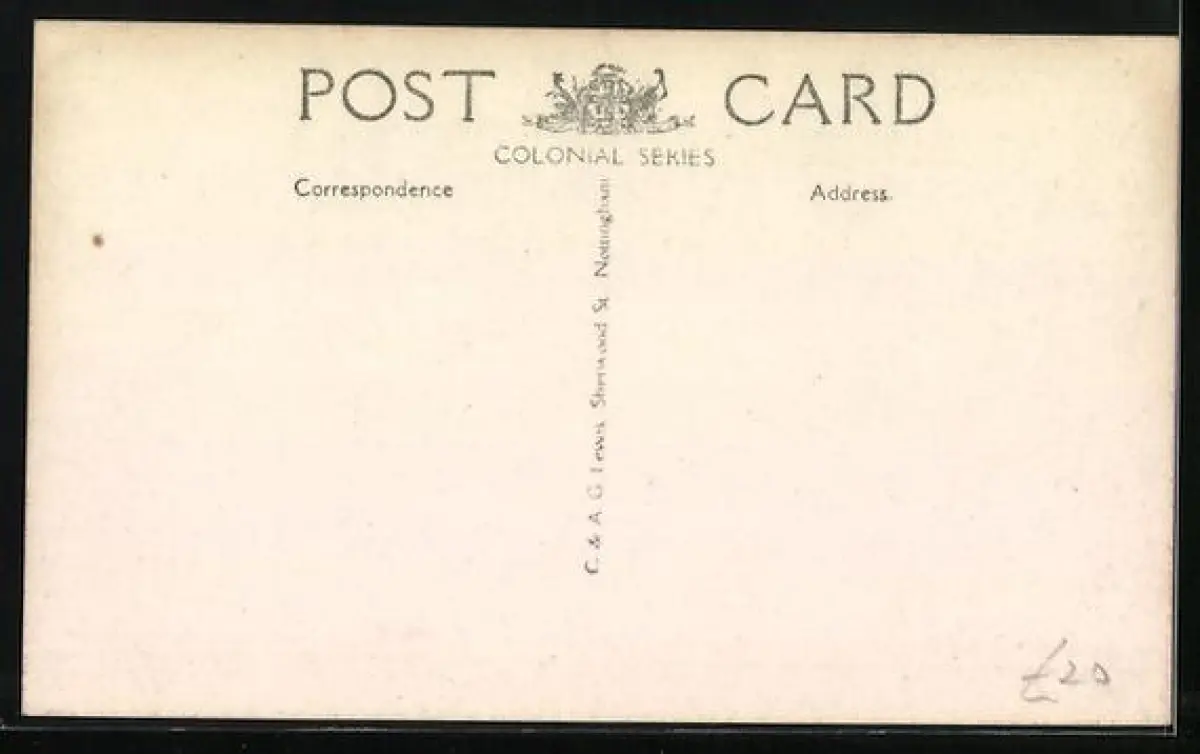 POST CARD
COLONIAL SERIES
Correspondence
Address.
C. & A. G. Lewis, Sherwood St. Nottingham
£20